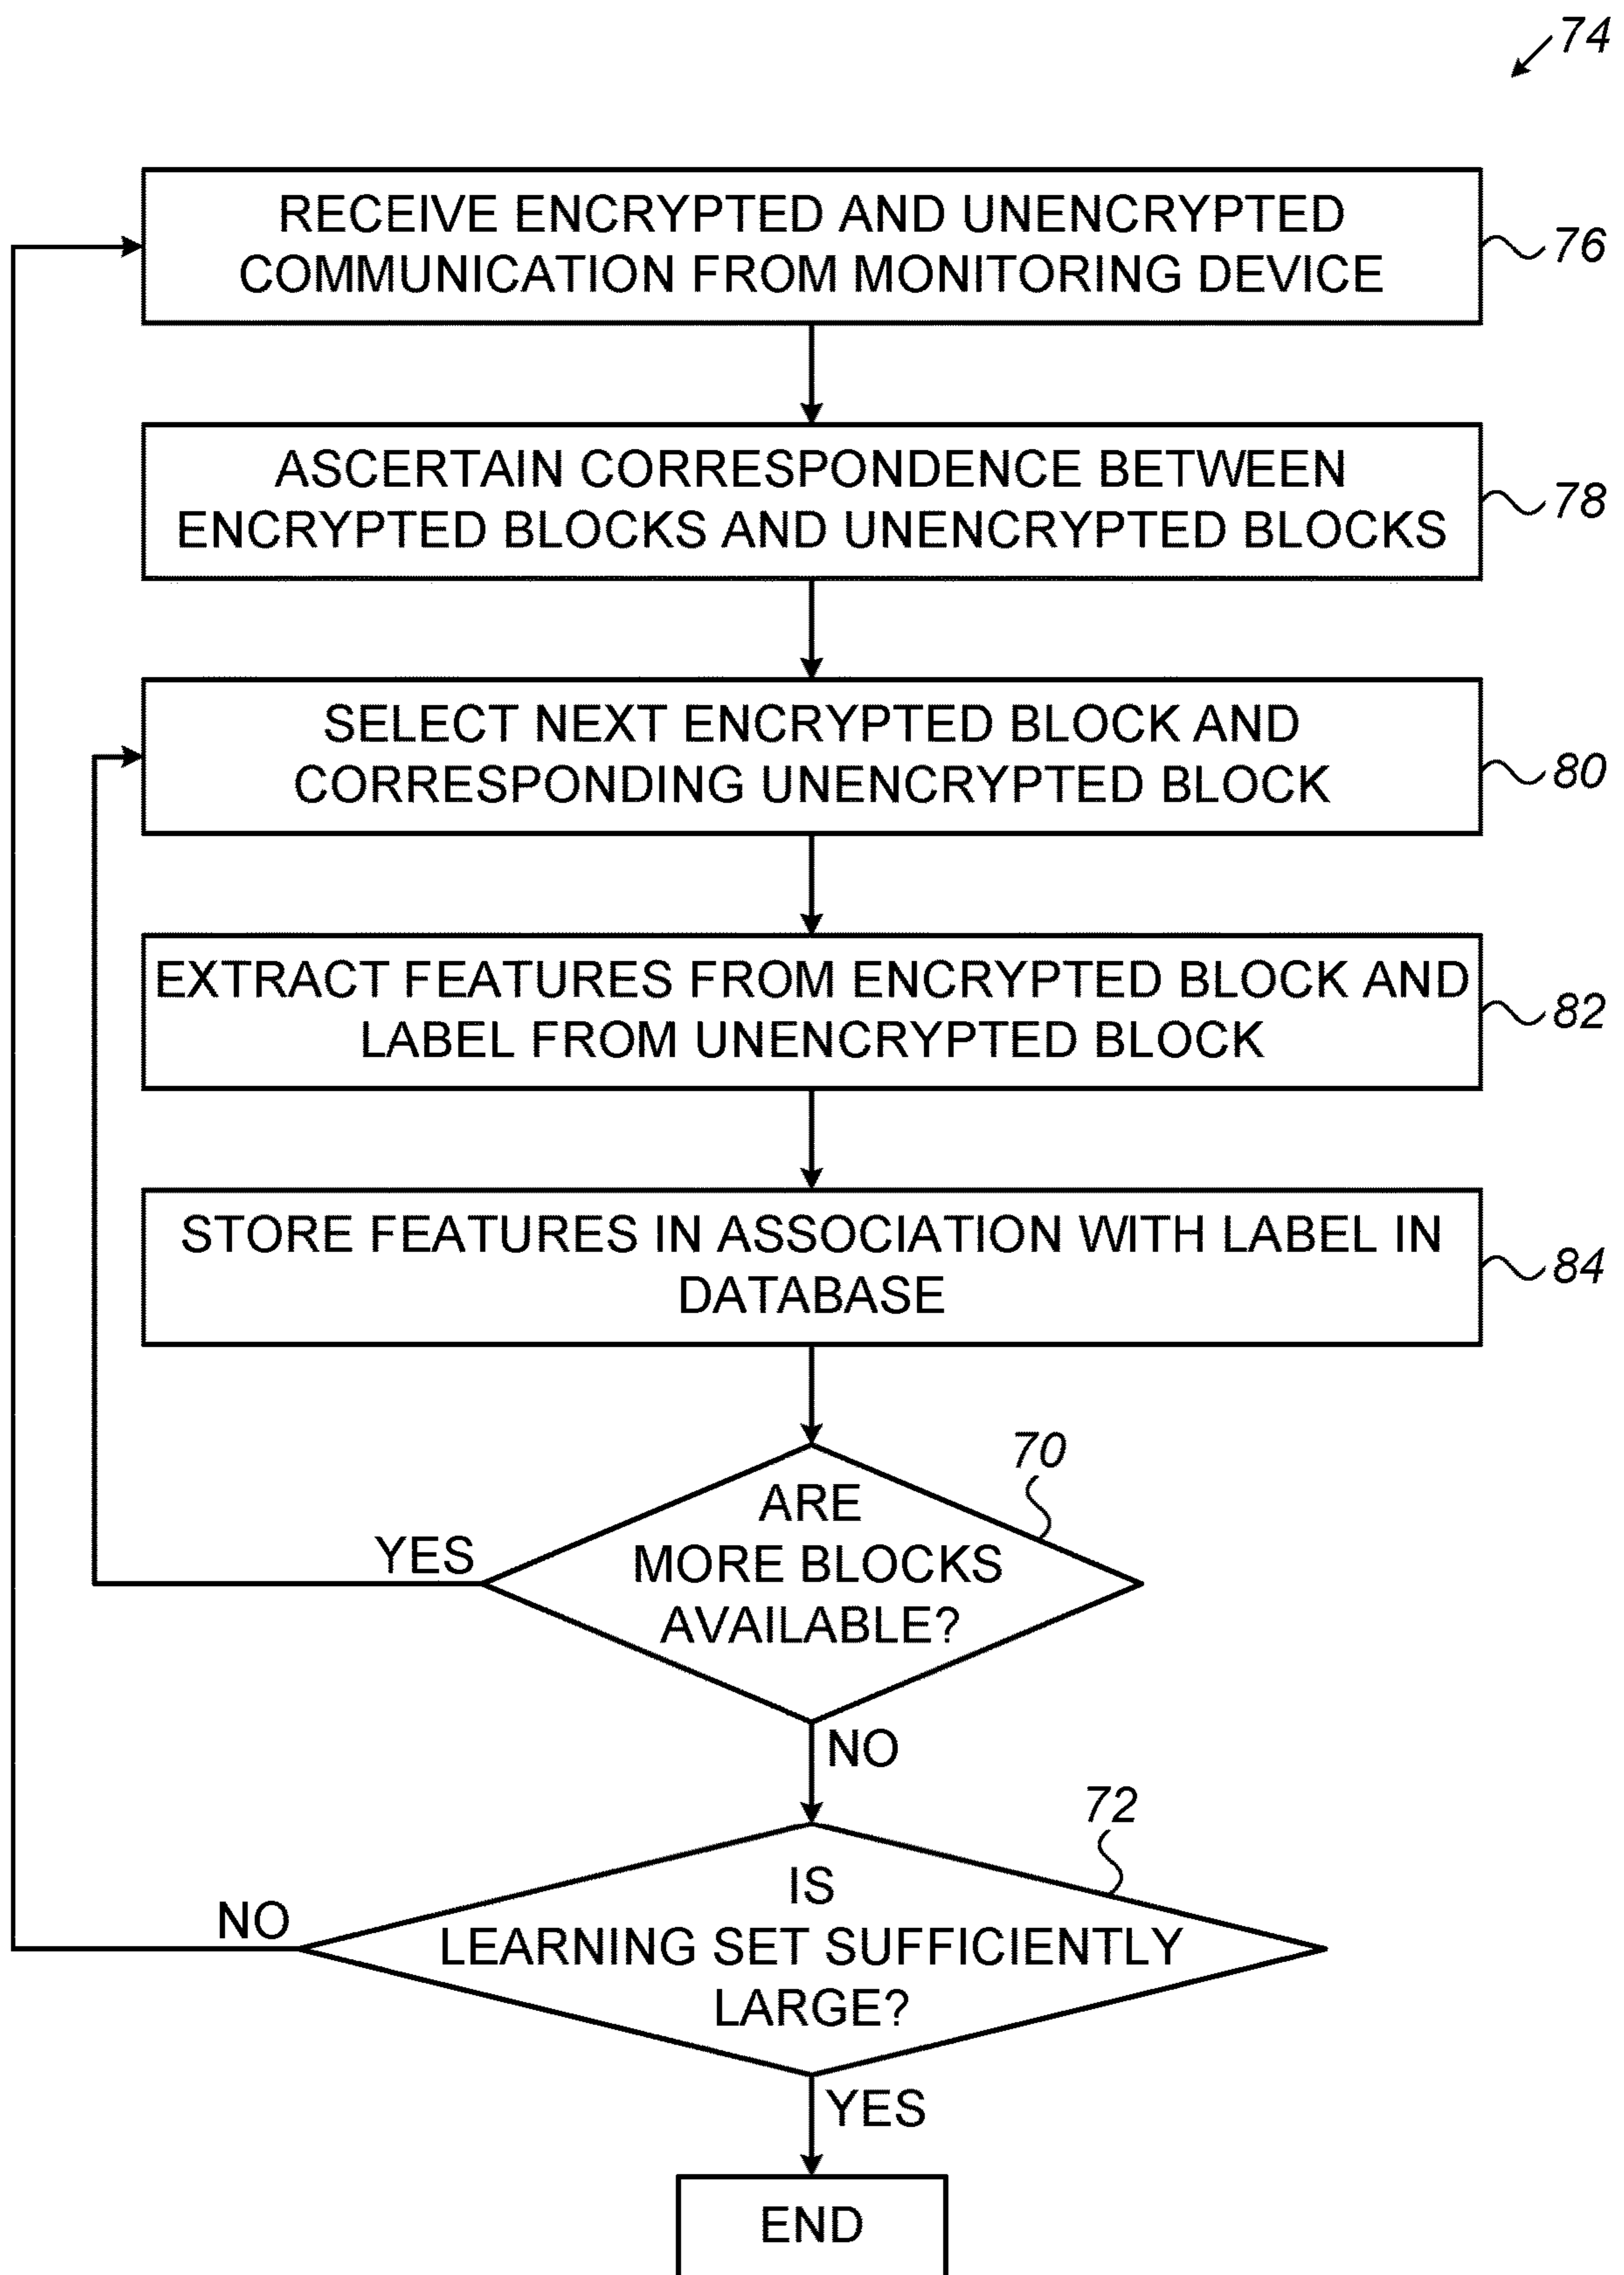 74
RECEIVE ENCRYPTED AND UNENCRYPTED
COMMUNICATION FROM MONITORING DEVICE
76
ASCERTAIN CORRESPONDENCE BETWEEN
ENCRYPTED BLOCKS AND UNENCRYPTED BLOCKS
78
SELECT NEXT ENCRYPTED BLOCK AND
CORRESPONDING UNENCRYPTED BLOCK
80
EXTRACT FEATURES FROM ENCRYPTED BLOCK AND
LABEL FROM UNENCRYPTED BLOCK
82
STORE FEATURES IN ASSOCIATION WITH LABEL IN
DATABASE
84
70
ARE
MORE BLOCKS
AVAILABLE?
YES
NO
72
IS
LEARNING SET SUFFICIENTLY
LARGE?
NO
YES
END